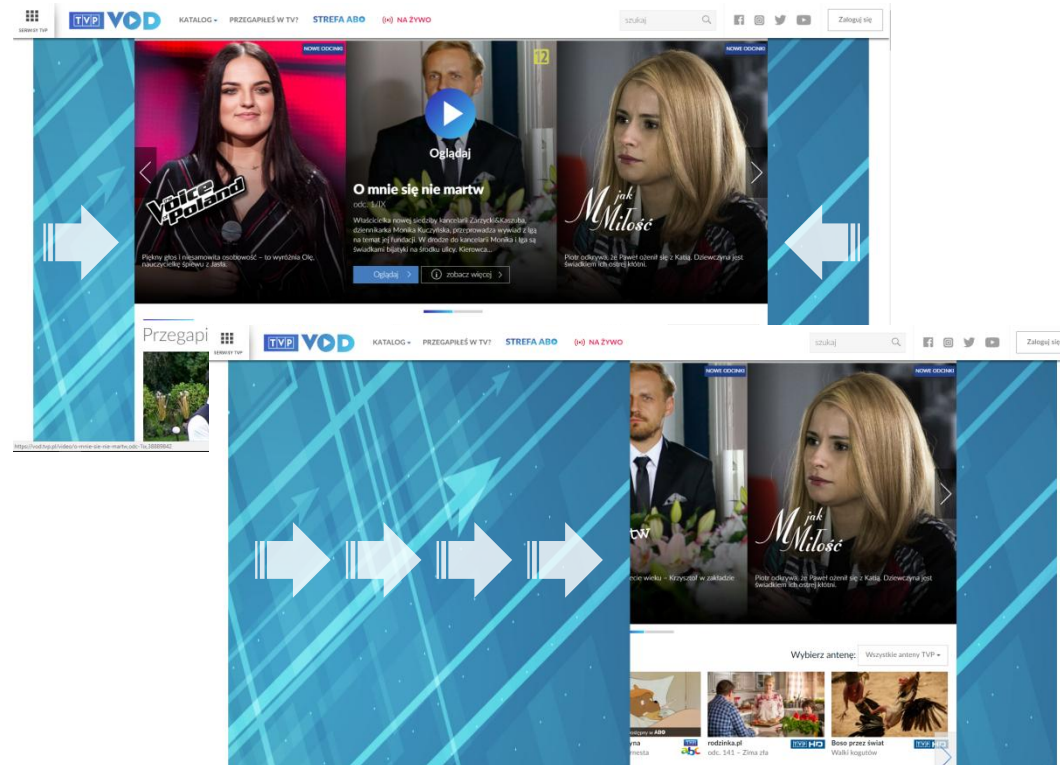 SERWISY TVP
TVP VOD
KATALOG
PRZEGAPIŁEŚ W TV?
STREFA ABO
NA ŻYWO
szukaj
Zaloguj się
NOWE ODCINKI
12
NOWE ODCINKI
Oglądaj
The Voice of Poland
O mnie się nie martw
odc. 1/IX
Właścicielka nowej siedziby kancelarii Zarzycki&Kaszuba,
dziennikarka Monika Kuczyńska, przeprowadza wywiad z Igą
na temat jej fundacji. W drodze do kancelarii Monika i Iga są
świadkami bijatyki na środku ulicy. Kierowca...
M jak Miłość
Piękny głos i niesamowita osobowość – to wyróżnia Olę,
nauczycielkę śpiewu z Jasła.
Oglądaj
zobacz więcej
Piotr odkrywa, że Paweł ożenił się z Katią. Dziewczyna jest
świadkiem ich ostrej kłótni.
Przegapi
SERWISY TVP
TVP VOD
KATALOG
PRZEGAPIŁEŚ W TV?
STREFA ABO
NA ŻYWO
szukaj
Zaloguj się
NOWE ODCINKI
NOWE ODCINKI
tw
M jak Miłość
ecie wieku – Krzysztof w zakładzie
Piotr odkrywa, że Paweł ożenił się z Katią. Dziewczyna jest
świadkiem ich ostrej kłótni.
Wybierz antenę:
Wszystkie anteny TVP
TVP abc
rodzinka.pl
TVP HD
Boso przez świat
TVP HD
odc. 141 – Zima zła
Walki kogutów